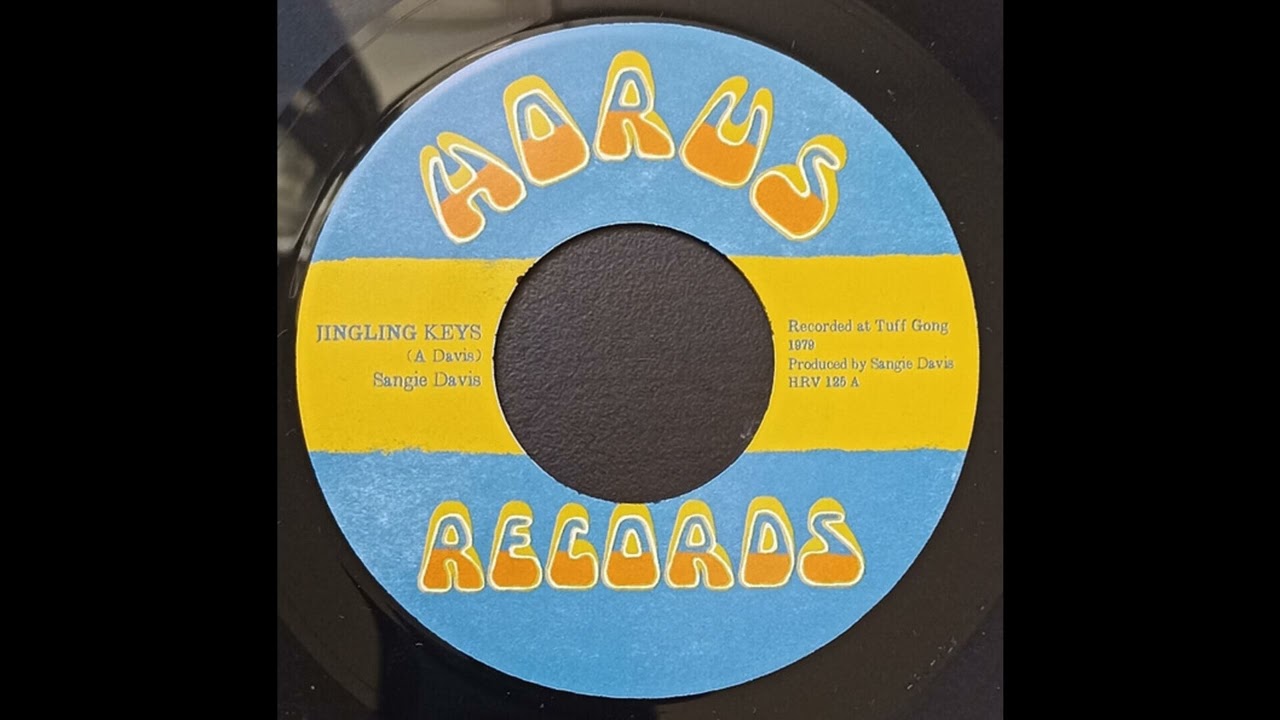 HORUS
JINGLING KEYS
(A Davis)
Sangie Davis
Recorded at Tuff Gong
1979
Produced by Sangie Davis
HRV 125 A
RECORDS